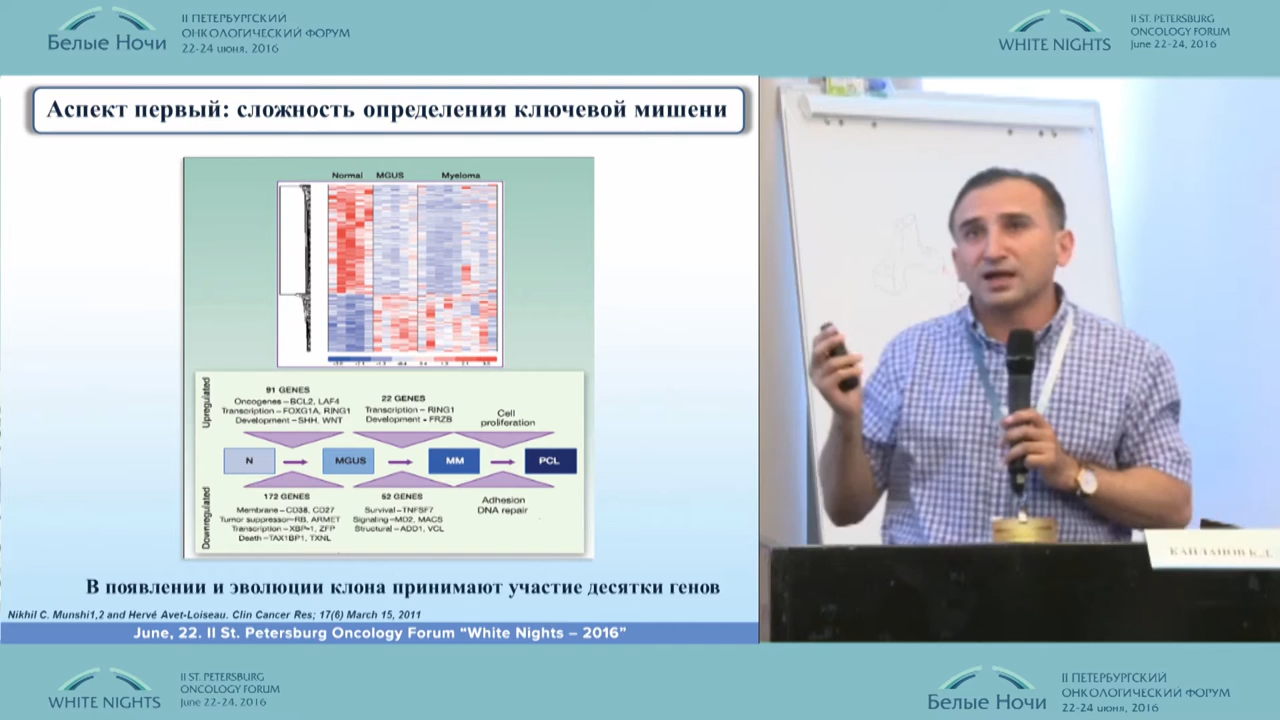 Белые Ночи
II ПЕТЕРБУРГСКИЙ
ОНКОЛОГИЧЕСКИЙ ФОРУМ
22-24 июня, 2016
WHITE NIGHTS
II ST. PETERSBURG
ONCOLOGY FORUM
June 22-24, 2016
Аспект первый: сложность определения ключевой мишени
Normal MGUS Myeloma
Upregulated
91 GENES
Oncogenes – BCL2, LAF4
Transcription – FOXG1A, RING1
Development – SHH, WNT
22 GENES
Transcription – RING1
Development - FRZB
Cell
proliferation
N MGUS MM PCL
Downregulated
172 GENES
Membrane – CD38, CD27
Tumor suppressor–RB, ARMET
Transcription – XBP-1, ZFP
Death – TAX1BP1, TXNL
52 GENES
Survival – TNFSF7
Signaling – MD2, MACS
Structural – ADD1, VCL
Adhesion
DNA repair
В появлении и эволюции клона принимают участие десятки генов
Nikhil C. Munshi1,2 and Hervé Avet-Loiseau. Clin Cancer Res; 17(6) March 15, 2011
June, 22. II St. Petersburg Oncology Forum “White Nights – 2016”
КАПЛАНОВ К.Д.
WHITE NIGHTS
II ST. PETERSBURG
ONCOLOGY FORUM
June 22-24, 2016
Белые Ночи
II ПЕТЕРБУРГСКИЙ
ОНКОЛОГИЧЕСКИЙ ФОРУМ
22-24 июня, 2016